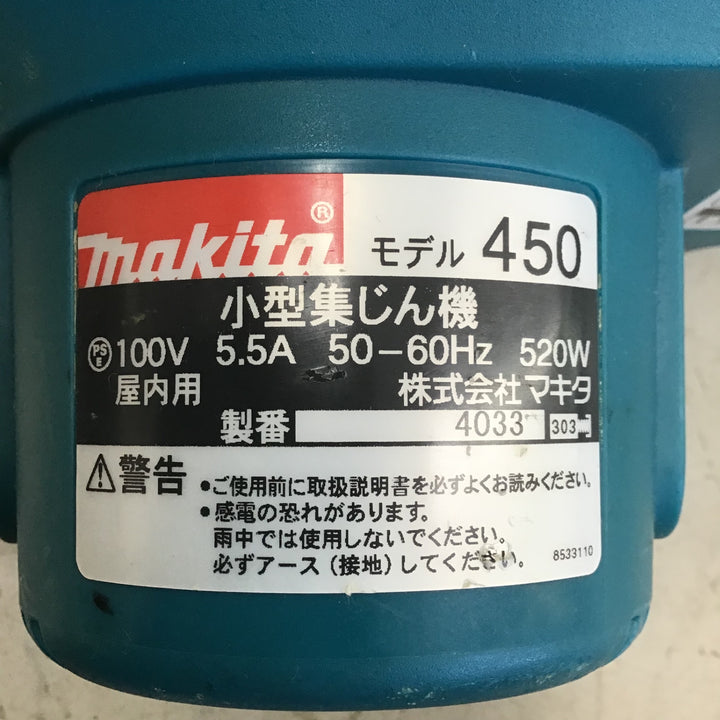 makita® モデル 450
小型集じん機
PSE 100V 5.5A 50-60Hz 520W
屋内用 株式会社 マキタ
製番 4033 303
⚠警告 •ご使用前に取扱説明書を必ずよくお読みください。
•感電の恐れがあります。
雨中では使用しないでください。
必ずアース(接地)してください。 8533110